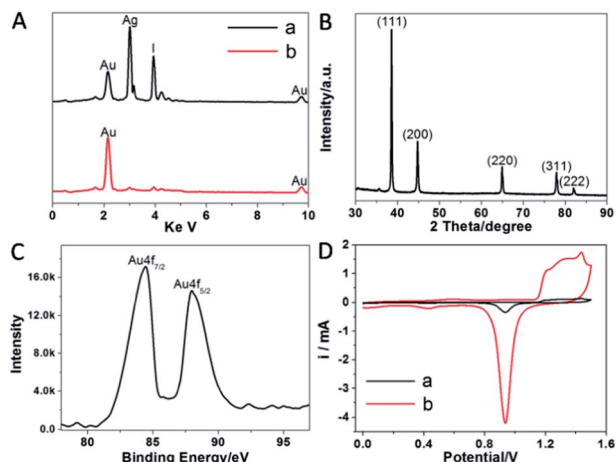 A
Ag
a
b
Au
I
Au
Au
Au
0
2
4
6
8
10
Ke V
B
(111)
(200)
(220)
(311)
(222)
Intensity/a.u.
30
40
50
60
70
80
90
2 Theta/degree
C
Au4f7/2
Au4f5/2
16.0k
12.0k
8.0k
4.0k
0.0
Intensity
80
85
90
95
Binding Energy/eV
D
2
1
0
-1
-2
-3
-4
i / mA
a
b
0.0
0.4
0.8
1.2
1.6
Potential/V